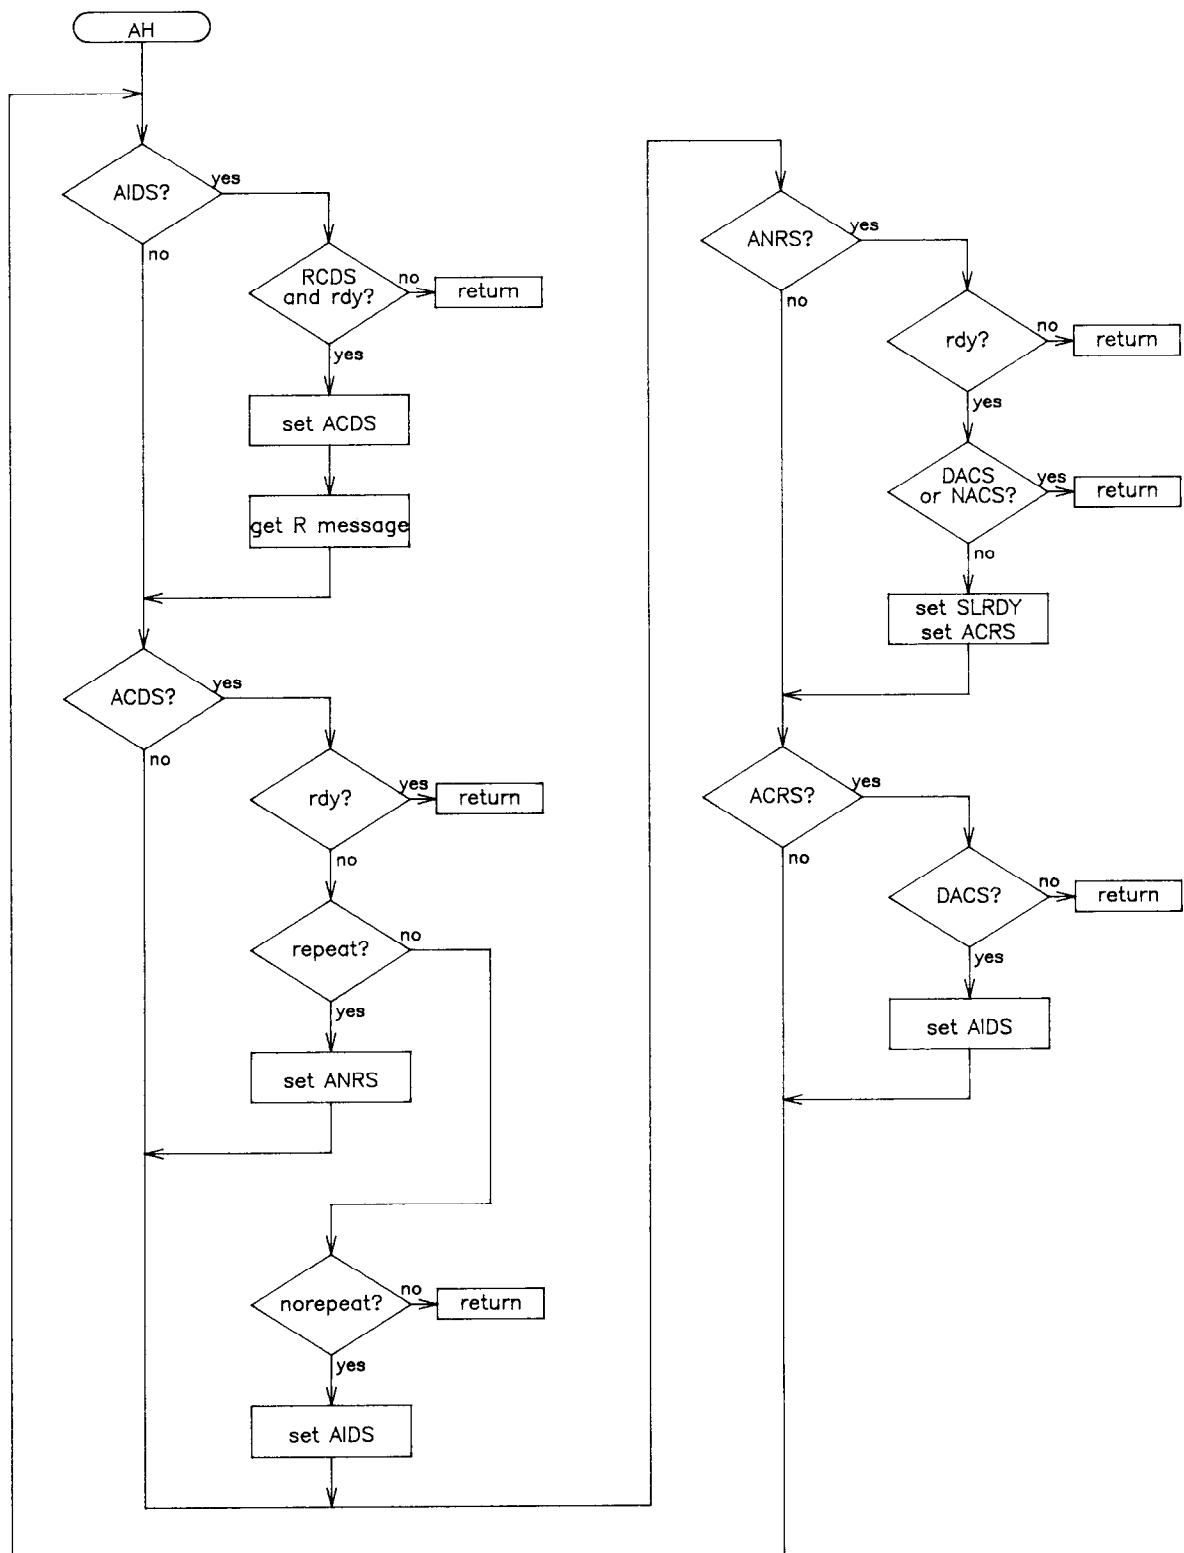 AH
AIDS?
yes
no
RCDS
and rdy?
no
return
yes
set ACDS
get R message
ACDS?
yes
no
rdy?
yes
return
no
repeat?
no
yes
set ANRS
norepeat?
no
return
yes
set AIDS
ANRS?
yes
no
rdy?
no
return
yes
DACS
or NACS?
yes
return
no
set SLRDY
set ACRS
ACRS?
yes
no
DACS?
no
return
yes
set AIDS